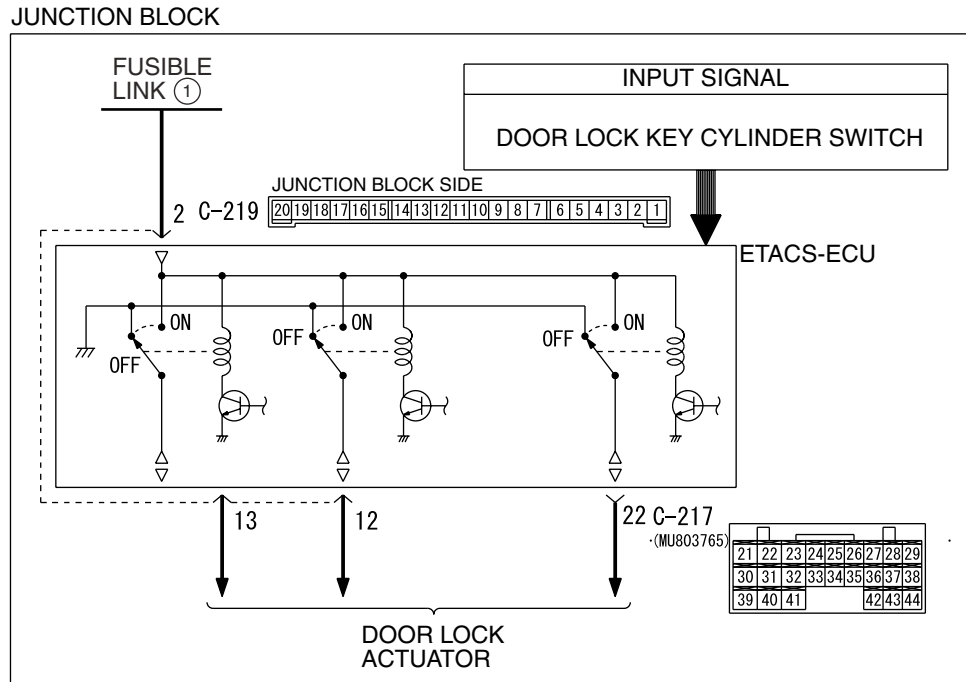 JUNCTION BLOCK
FUSIBLE
LINK ①
INPUT SIGNAL
DOOR LOCK KEY CYLINDER SWITCH
JUNCTION BLOCK SIDE
2 C-219 20 19 18 17 16 15 14 13 12 11 10 9 8 7 6 5 4 3 2 1
ETACS-ECU
ON ON ON
OFF OFF OFF
13 12 22 C-217
(MU803765)
21 22 23 24 25 26 27 28 29
30 31 32 33 34 35 36 37 38
39 40 41 42 43 44
DOOR LOCK
ACTUATOR